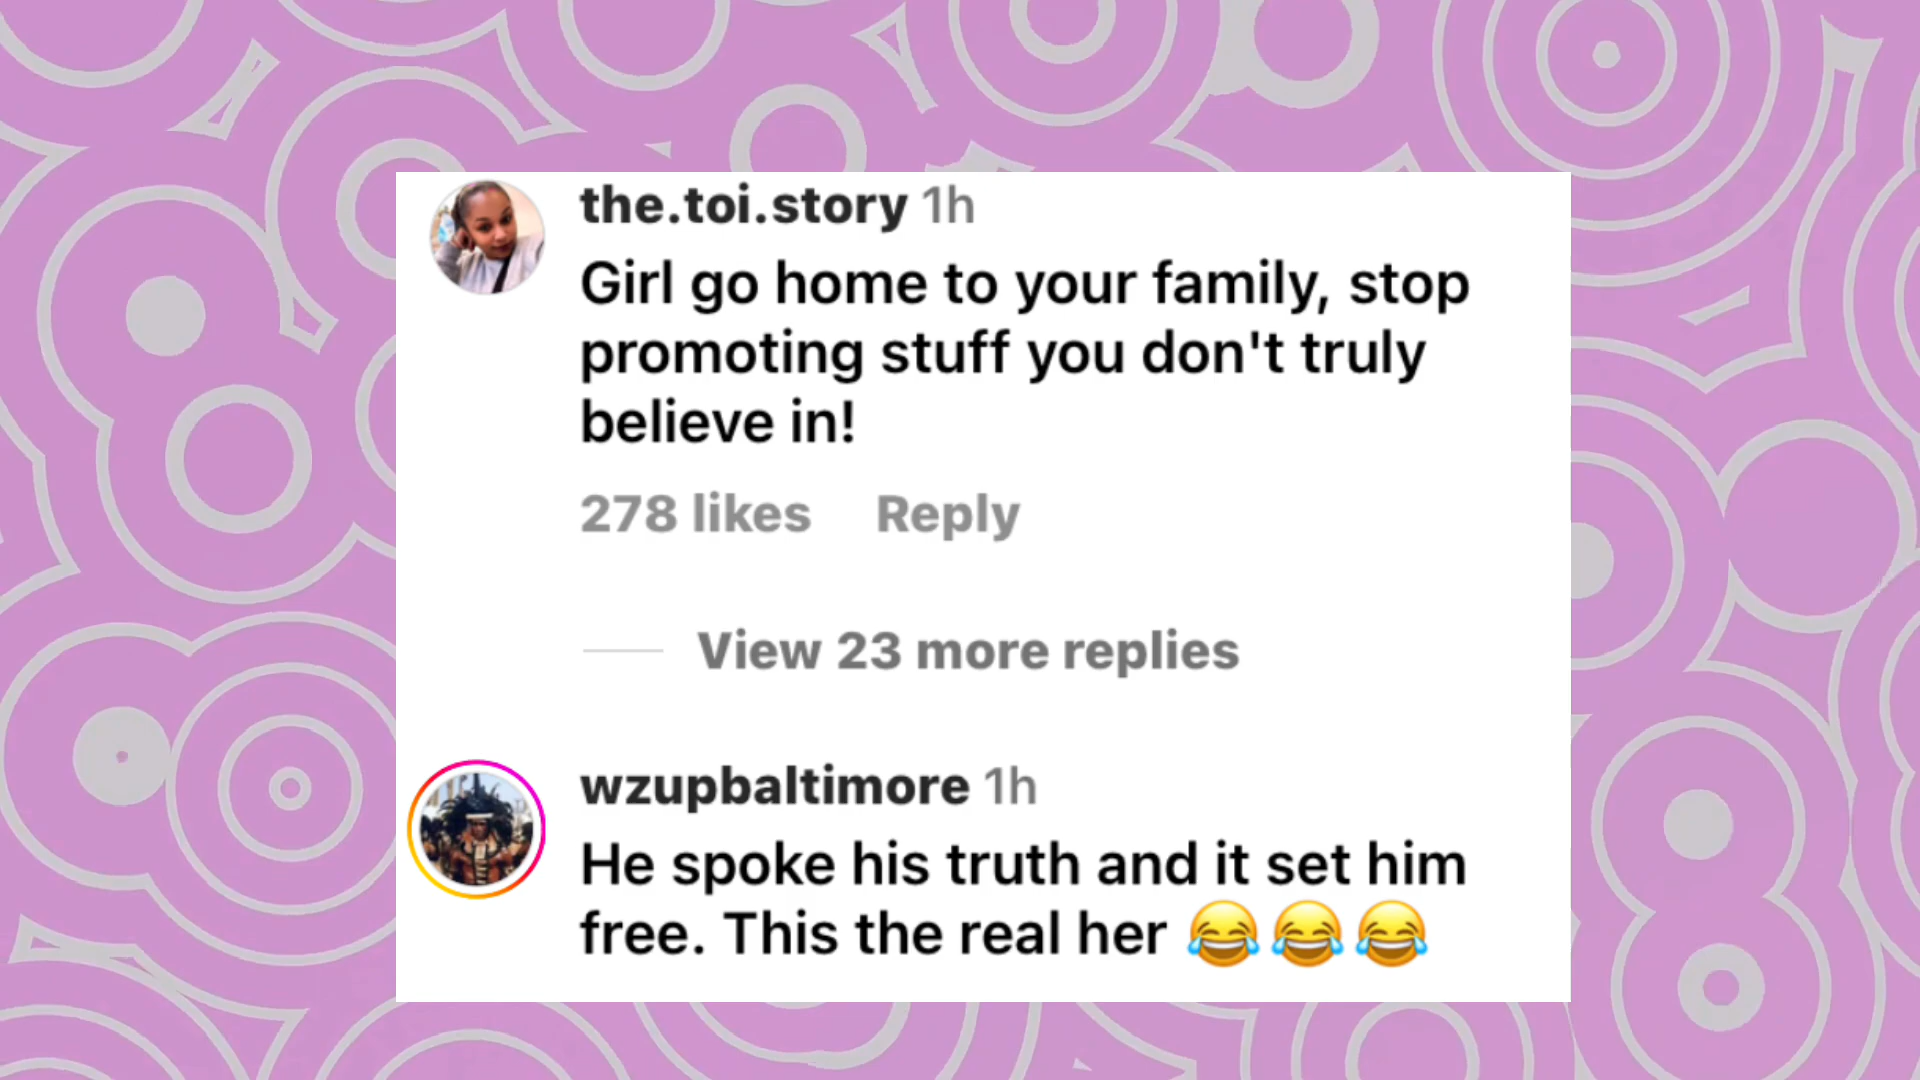 the.toi.story 1h
Girl go home to your family, stop
promoting stuff you don't truly
believe in!
278 likes Reply
View 23 more replies
wzupbaltimore 1h
He spoke his truth and it set him
free. This the real her 😂😂😂